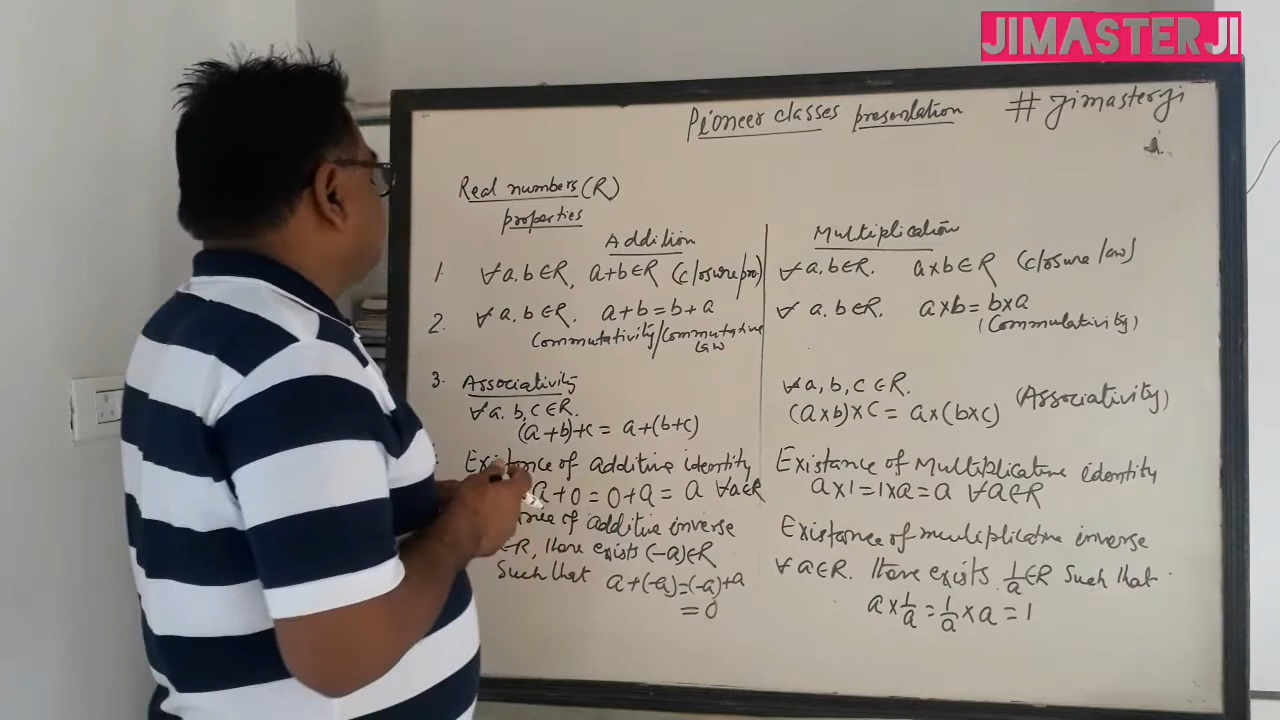 JIMASTERJI
Pioneer classes presentation # Jimasterji
Real numbers (R)
properties
Addition
1. ∀ a, b ∈ R, a+b ∈ R (closure pro)
2. ∀ a, b ∈ R. a+b = b+a
Commutativity/Commutative
law
3. Associativity
∀ a, b, c ∈ R.
(a+b)+c = a+(b+c)
Existance of additive identity
a+0 = 0+a = a ∀ a ∈ R
of additive inverse
∈R, there exists (-a) ∈ R
Such that a+(-a) = (-a)+a
= 0
Multiplication
∀ a, b ∈ R. a×b ∈ R (closure law)
∀ a, b ∈ R. a×b = b×a
(Commutativity)
∀ a, b, c ∈ R.
(a×b)×c = a×(b×c) (Associativity)
Existance of Multiplicative identity
a×1 = 1×a = a ∀ a ∈ R
Existance of multiplicative inverse
∀ a ∈ R. there exists 1/a ∈ R Such that
a × 1/a = 1/a × a = 1